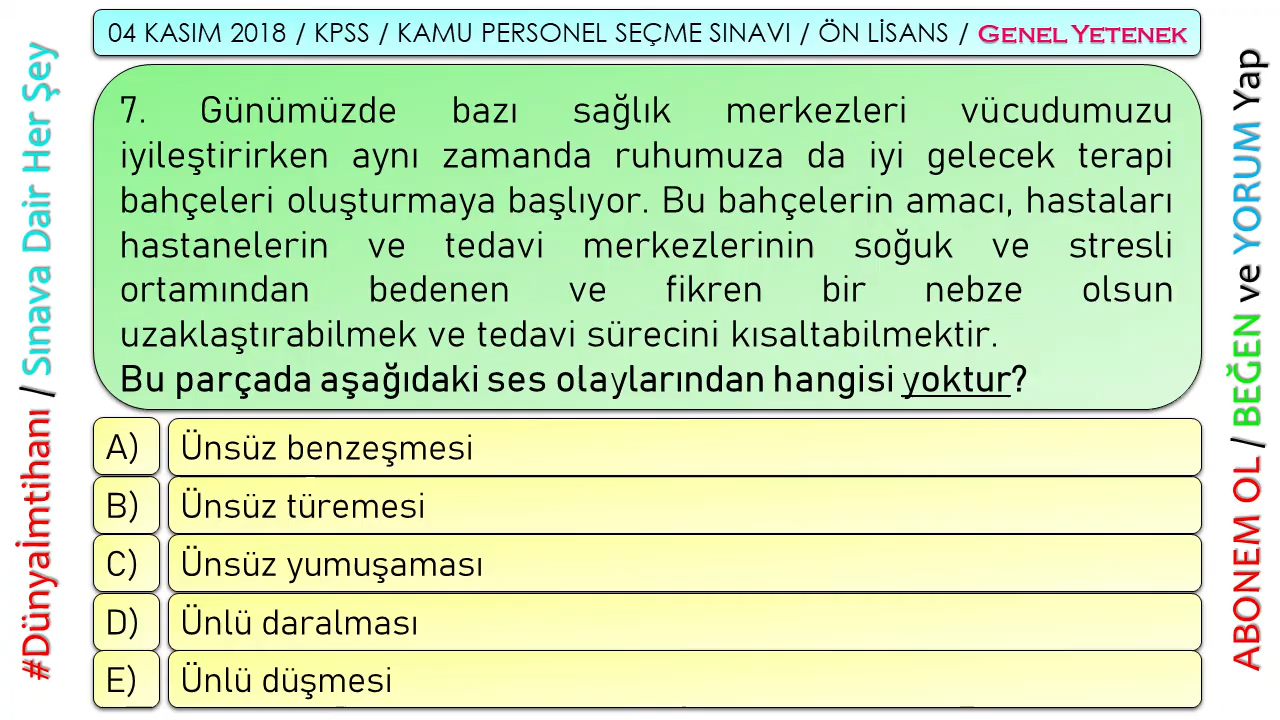 04 KASIM 2018 / KPSS / KAMU PERSONEL SEÇME SINAVI / ÖN LİSANS / GENEL YETENEK
#Dünyaİmtihanı / Sınava Dair Her Şey
7. Günümüzde bazı sağlık merkezleri vücudumuzu
iyileştirirken aynı zamanda ruhumuza da iyi gelecek terapi
bahçeleri oluşturmaya başlıyor. Bu bahçelerin amacı, hastaları
hastanelerin ve tedavi merkezlerinin soğuk ve stresli
ortamından bedenen ve fikren bir nebze olsun
uzaklaştırabilmek ve tedavi sürecini kısaltabilmektir.
Bu parçada aşağıdaki ses olaylarından hangisi yoktur?
A) Ünsüz benzeşmesi
B) Ünsüz türemesi
C) Ünsüz yumuşaması
D) Ünlü daralması
E) Ünlü düşmesi
ABONEM OL / BEĞEN ve YORUM Yap